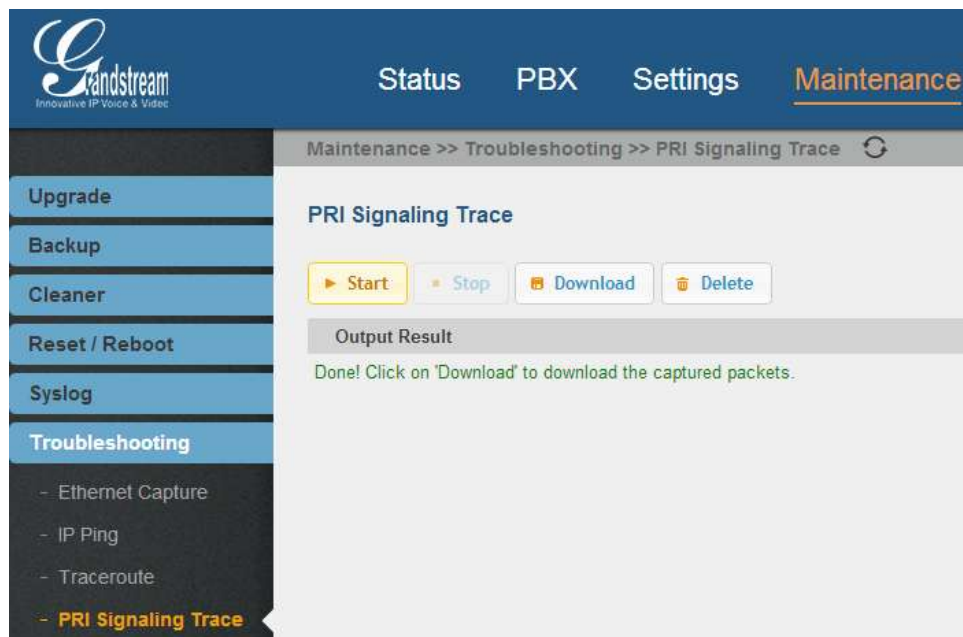 Grandstream
Innovative IP Voice & Video
Status PBX Settings Maintenance
Maintenance >> Troubleshooting >> PRI Signaling Trace
Upgrade
Backup
Cleaner
Reset / Reboot
Syslog
Troubleshooting
- Ethernet Capture
- IP Ping
- Traceroute
- PRI Signaling Trace
PRI Signaling Trace
Start Stop Download Delete
Output Result
Done! Click on 'Download' to download the captured packets.